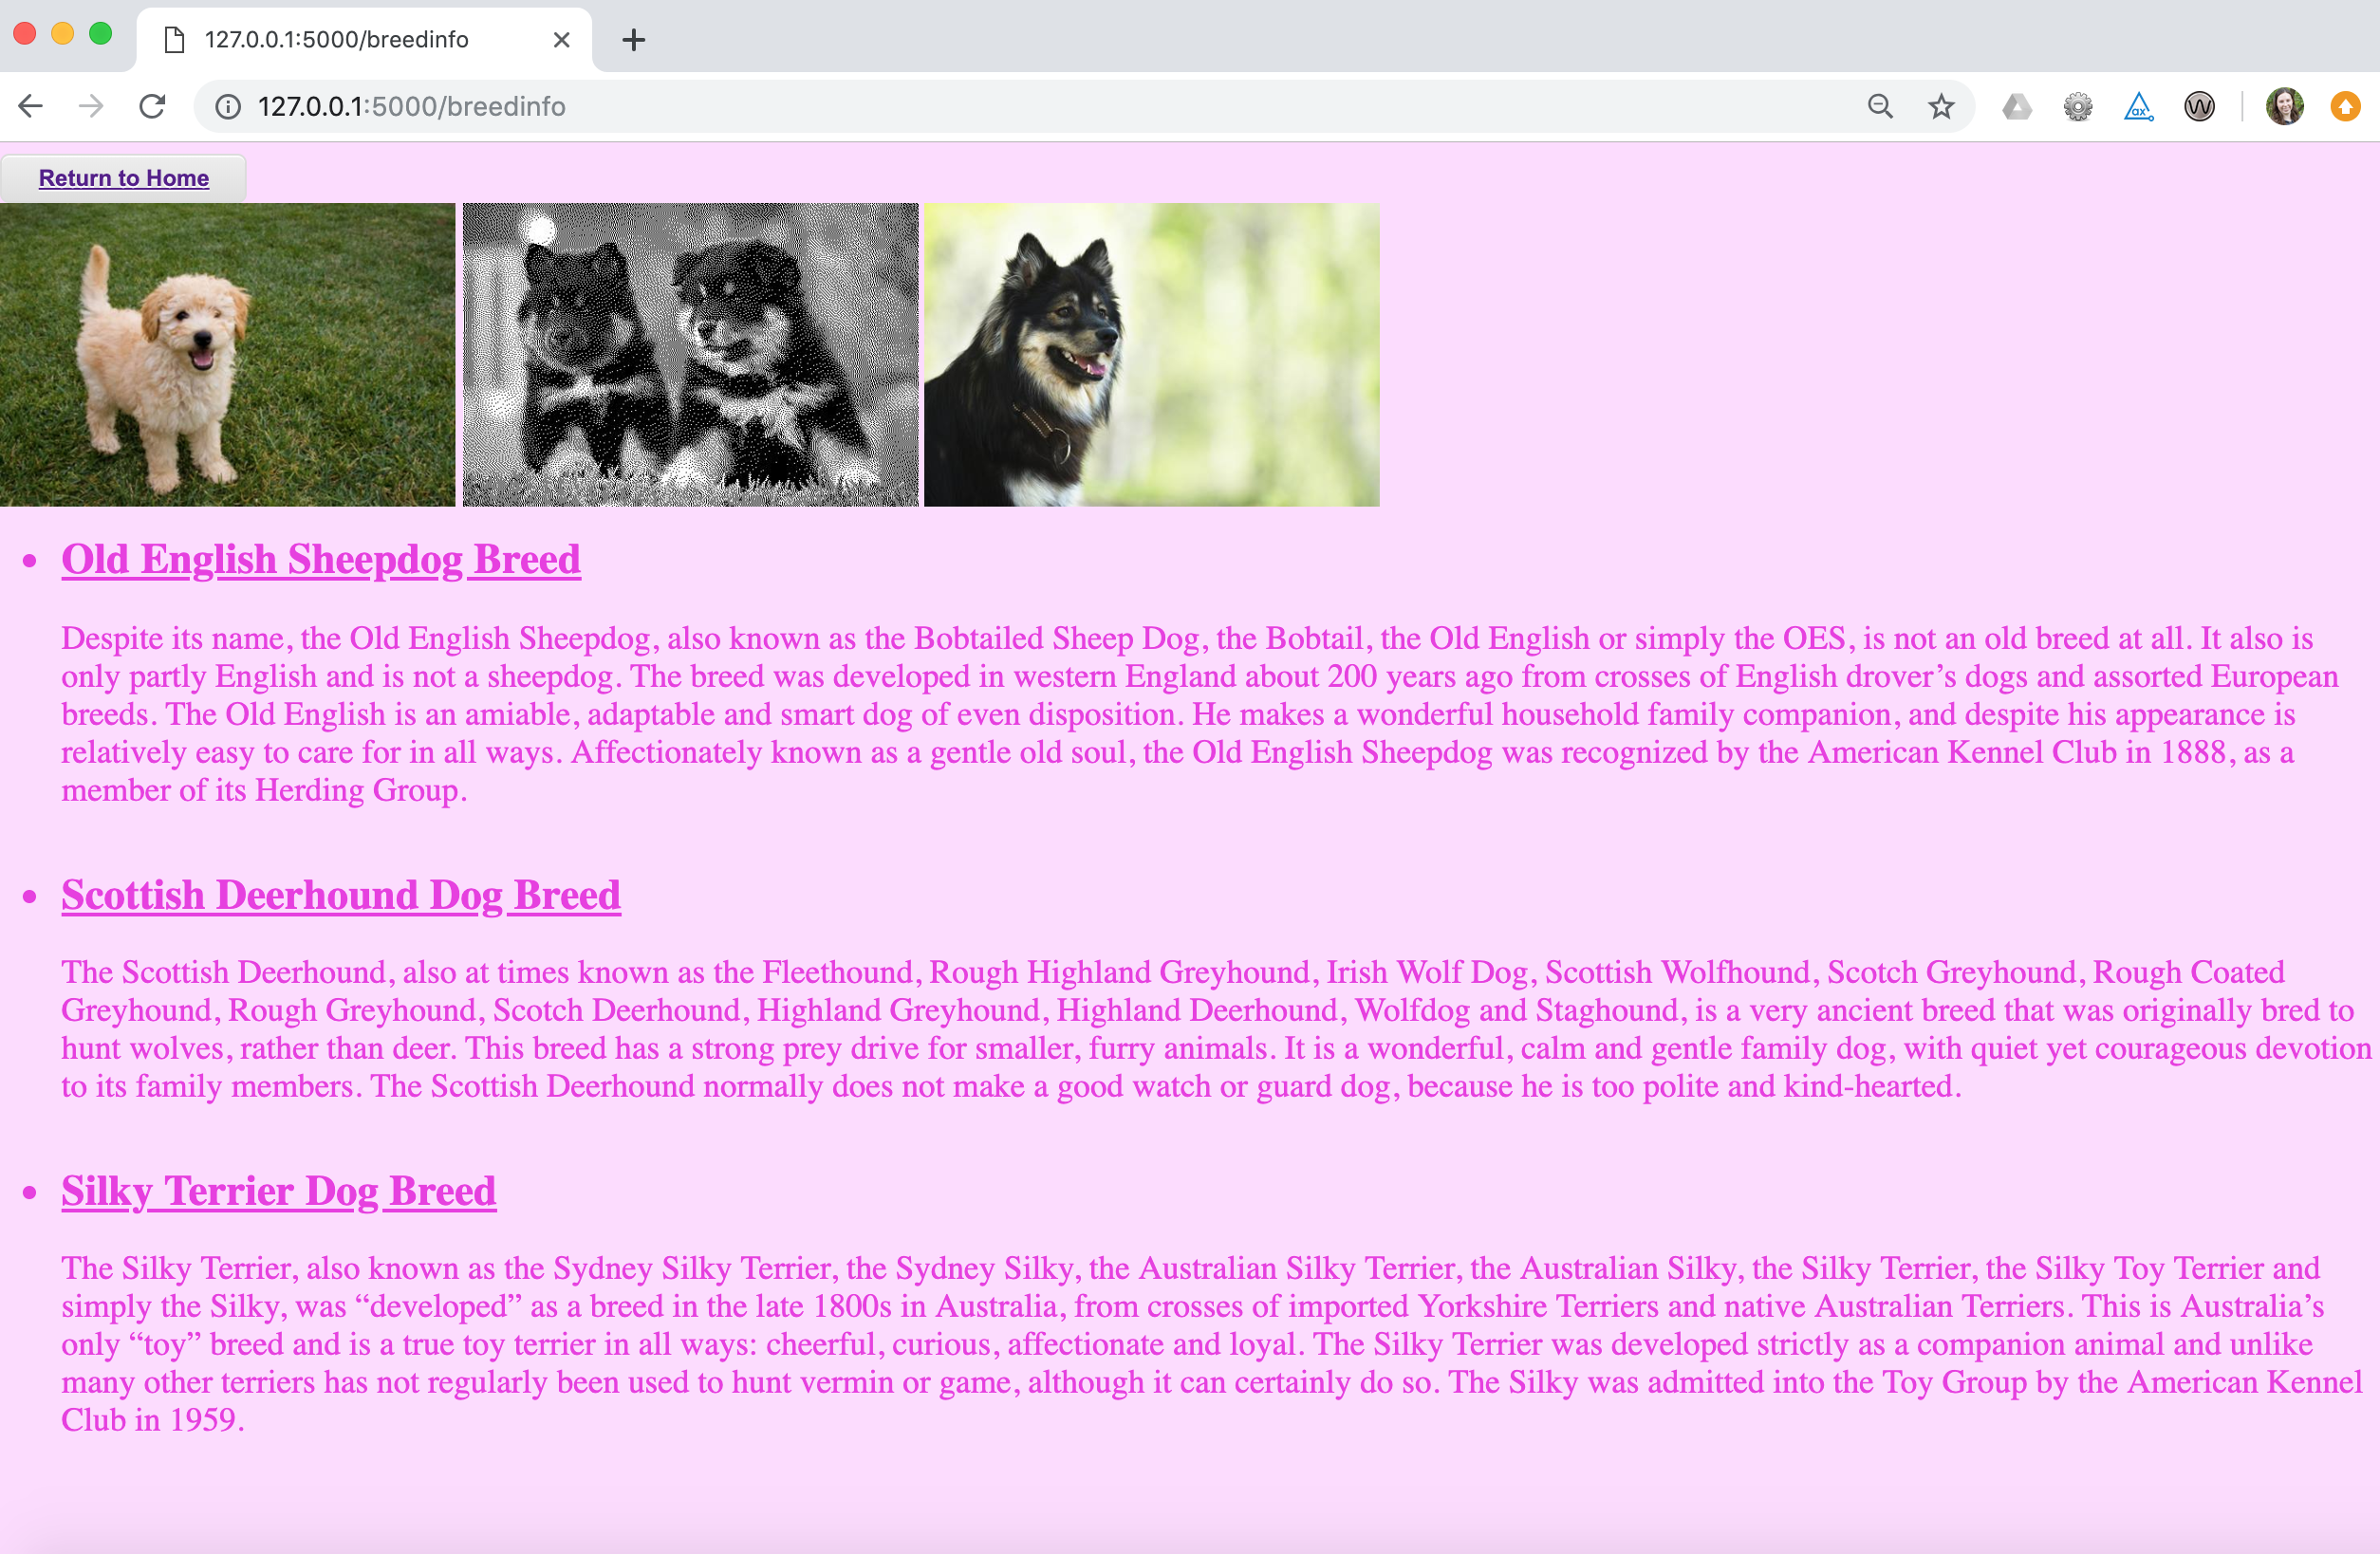 127.0.0.1:5000/breedinfo
127.0.0.1:5000/breedinfo
Return to Home
Old English Sheepdog Breed
Despite its name, the Old English Sheepdog, also known as the Bobtailed Sheep Dog, the Bobtail, the Old English or simply the OES, is not an old breed at all. It also is
only partly English and is not a sheepdog. The breed was developed in western England about 200 years ago from crosses of English drover’s dogs and assorted European
breeds. The Old English is an amiable, adaptable and smart dog of even disposition. He makes a wonderful household family companion, and despite his appearance is
relatively easy to care for in all ways. Affectionately known as a gentle old soul, the Old English Sheepdog was recognized by the American Kennel Club in 1888, as a
member of its Herding Group.
Scottish Deerhound Dog Breed
The Scottish Deerhound, also at times known as the Fleethound, Rough Highland Greyhound, Irish Wolf Dog, Scottish Wolfhound, Scotch Greyhound, Rough Coated
Greyhound, Rough Greyhound, Scotch Deerhound, Highland Greyhound, Highland Deerhound, Wolfdog and Staghound, is a very ancient breed that was originally bred to
hunt wolves, rather than deer. This breed has a strong prey drive for smaller, furry animals. It is a wonderful, calm and gentle family dog, with quiet yet courageous devotion
to its family members. The Scottish Deerhound normally does not make a good watch or guard dog, because he is too polite and kind-hearted.
Silky Terrier Dog Breed
The Silky Terrier, also known as the Sydney Silky Terrier, the Sydney Silky, the Australian Silky Terrier, the Australian Silky, the Silky Terrier, the Silky Toy Terrier and
simply the Silky, was “developed” as a breed in the late 1800s in Australia, from crosses of imported Yorkshire Terriers and native Australian Terriers. This is Australia’s
only “toy” breed and is a true toy terrier in all ways: cheerful, curious, affectionate and loyal. The Silky Terrier was developed strictly as a companion animal and unlike
many other terriers has not regularly been used to hunt vermin or game, although it can certainly do so. The Silky was admitted into the Toy Group by the American Kennel
Club in 1959.